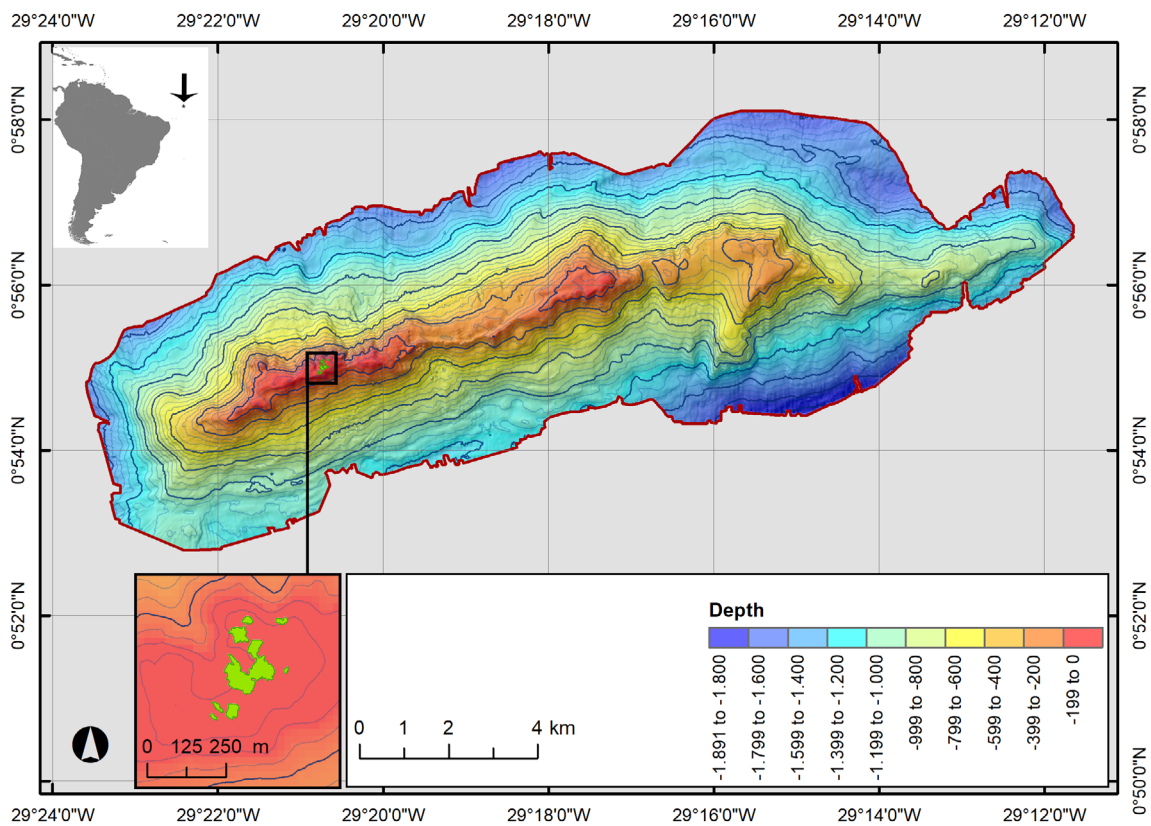 29°24'0"W 29°22'0"W 29°20'0"W 29°18'0"W 29°16'0"W 29°14'0"W 29°12'0"W
0°58'0"N 0°58'0"N
0°56'0"N 0°56'0"N
0°54'0"N 0°54'0"N
0°52'0"N 0°52'0"N
0°50'0"N
Depth
-1.891 to -1.800
-1.799 to -1.600
-1.599 to -1.400
-1.399 to -1.200
-1.199 to -1.000
-999 to -800
-799 to -600
-599 to -400
-399 to -200
-199 to 0
0 1 2 4 km
0 125 250 m
29°24'0"W 29°22'0"W 29°20'0"W 29°18'0"W 29°16'0"W 29°14'0"W 29°12'0"W